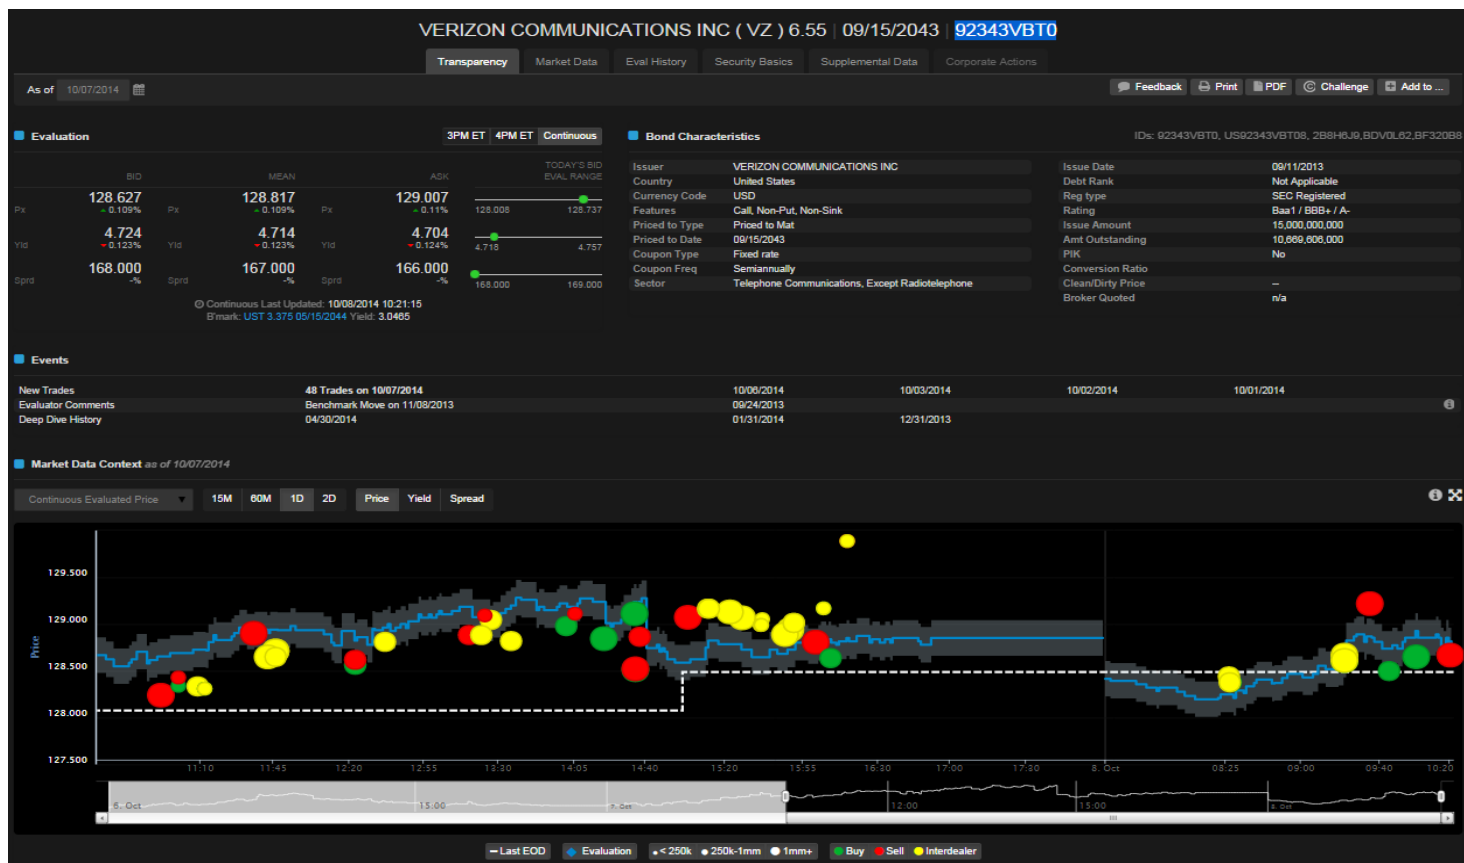 VERIZON COMMUNICATIONS INC ( VZ ) 6.55 | 09/15/2043 | 92343VBT0
Transparency Market Data Eval History Security Basics Supplemental Data Corporate Actions
As of 10/07/2014 Feedback Print PDF Challenge Add to ...
Evaluation 3PM ET 4PM ET Continuous
BID MEAN ASK TODAY'S BID EVAL RANGE
128.627 128.817 129.007
Px 0.109% Px 0.109% Px 0.11% 128.008 128.737
4.724 4.714 4.704
Yld 0.123% Yld 0.123% Yld 0.124% 4.718 4.757
168.000 167.000 166.000
Sprd -% Sprd -% Sprd -% 168.000 169.000
Continuous Last Updated: 10/08/2014 10:21:15
B'mark: UST 3.375 05/15/2044 Yield: 3.0465
Bond Characteristics IDs: 92343VBT0, US92343VBT08, 2B8H6J9,BDV0L62,BF320B8
Issuer VERIZON COMMUNICATIONS INC Issue Date 09/11/2013
Country United States Debt Rank Not Applicable
Currency Code USD Reg type SEC Registered
Features Call, Non-Put, Non-Sink Rating Baa1 / BBB+ / A-
Priced to Type Priced to Mat Issue Amount 15,000,000,000
Priced to Date 09/15/2043 Amt Outstanding 10,669,606,000
Coupon Type Fixed rate PIK No
Coupon Freq Semiannually Conversion Ratio
Sector Telephone Communications, Except Radiotelephone Clean/Dirty Price --
Broker Quoted n/a
Events
New Trades 48 Trades on 10/07/2014 10/06/2014 10/03/2014 10/02/2014 10/01/2014
Evaluator Comments Benchmark Move on 11/08/2013 09/24/2013
Deep Dive History 04/30/2014 01/31/2014 12/31/2013
Market Data Context as of 10/07/2014
Continuous Evaluated Price 15M 60M 1D 2D Price Yield Spread
129.500
129.000
Price
128.500
128.000
127.500
11:10 11:45 12:20 12:55 13:30 14:05 14:40 15:20 15:55 16:30 17:00 17:30 8. Oct 08:25 09:00 09:40 10:20
15:00 7. Oct 12:00 15:00 8. Oct
Last EOD Evaluation < 250k 250k-1mm 1mm+ Buy Sell Interdealer